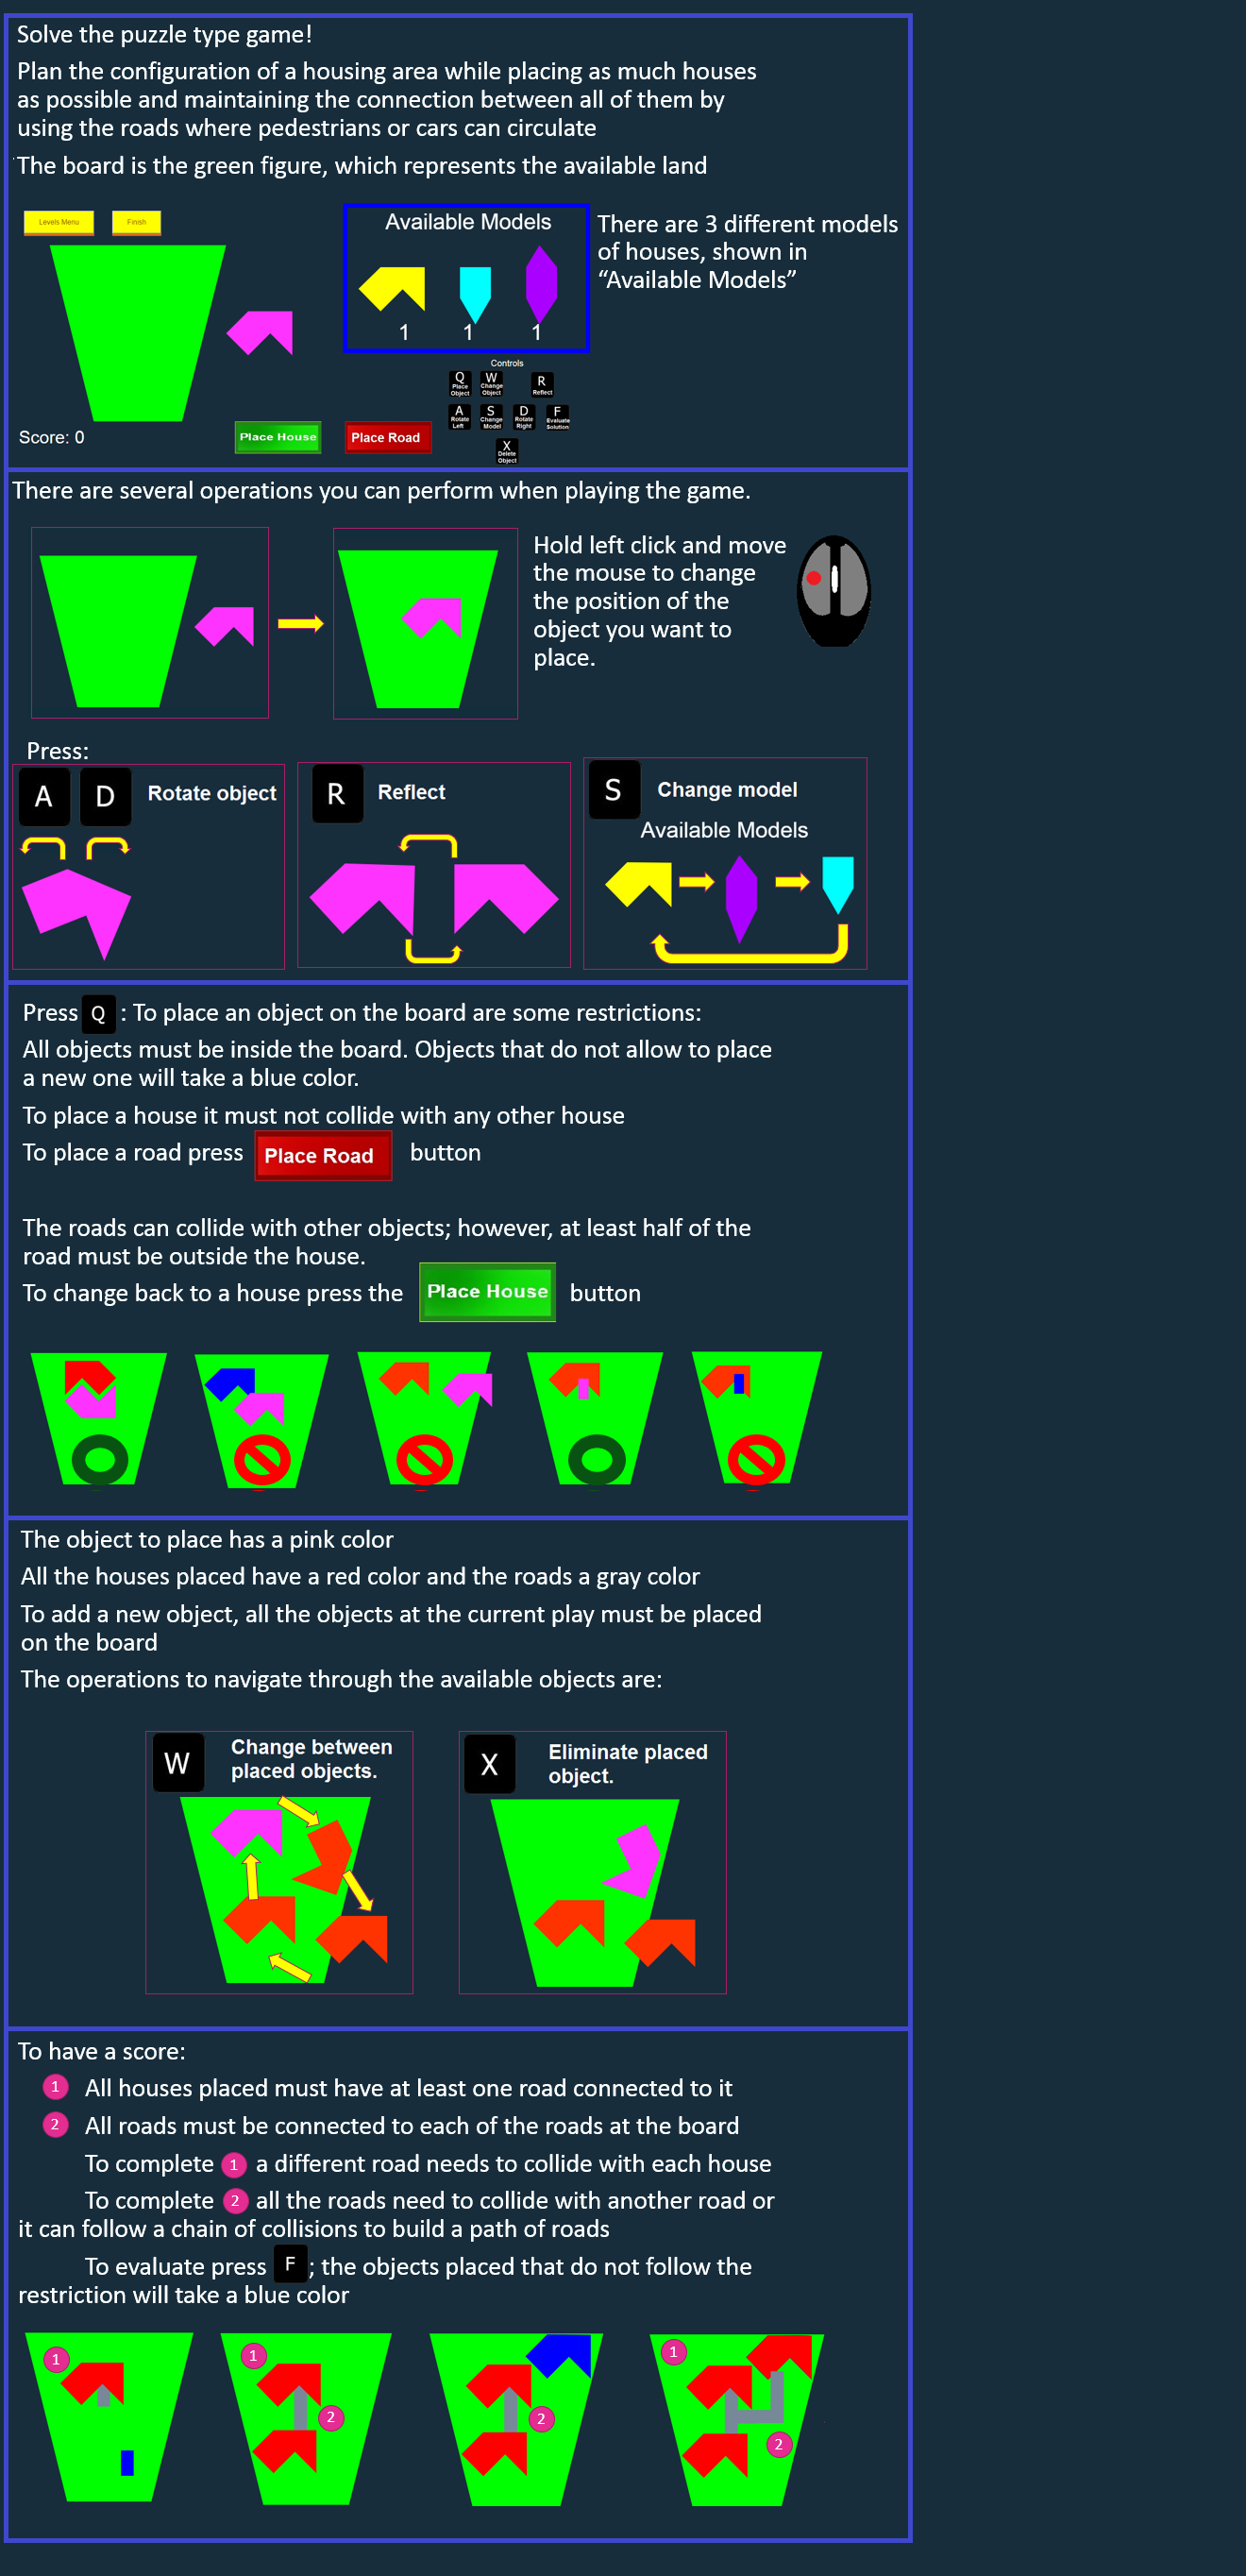 Solve the puzzle type game!
Plan the configuration of a housing area while placing as much houses
as possible and maintaining the connection between all of them by
using the roads where pedestrians or cars can circulate
The board is the green figure, which represents the available land
Levels Menu
Finish
Available Models
1
1
1
There are 3 different models
of houses, shown in
“Available Models”
Controls
Q
Place
Object
W
Change
Object
R
Reflect
A
Rotate
Left
S
Change
Model
D
Rotate
Right
F
Evaluate
Solution
X
Delete
Object
Score: 0
Place House
Place Road
There are several operations you can perform when playing the game.
Hold left click and move
the mouse to change
the position of the
object you want to
place.
Press:
A D Rotate object
R Reflect
S Change model
Available Models
Press Q : To place an object on the board are some restrictions:
All objects must be inside the board. Objects that do not allow to place
a new one will take a blue color.
To place a house it must not collide with any other house
To place a road press Place Road button
The roads can collide with other objects; however, at least half of the
road must be outside the house.
To change back to a house press the Place House button
The object to place has a pink color
All the houses placed have a red color and the roads a gray color
To add a new object, all the objects at the current play must be placed
on the board
The operations to navigate through the available objects are:
W Change between
placed objects.
X Eliminate placed
object.
To have a score:
1 All houses placed must have at least one road connected to it
2 All roads must be connected to each of the roads at the board
To complete 1 a different road needs to collide with each house
To complete 2 all the roads need to collide with another road or
it can follow a chain of collisions to build a path of roads
To evaluate press F ; the objects placed that do not follow the
restriction will take a blue color
1
1
2
2
1
2